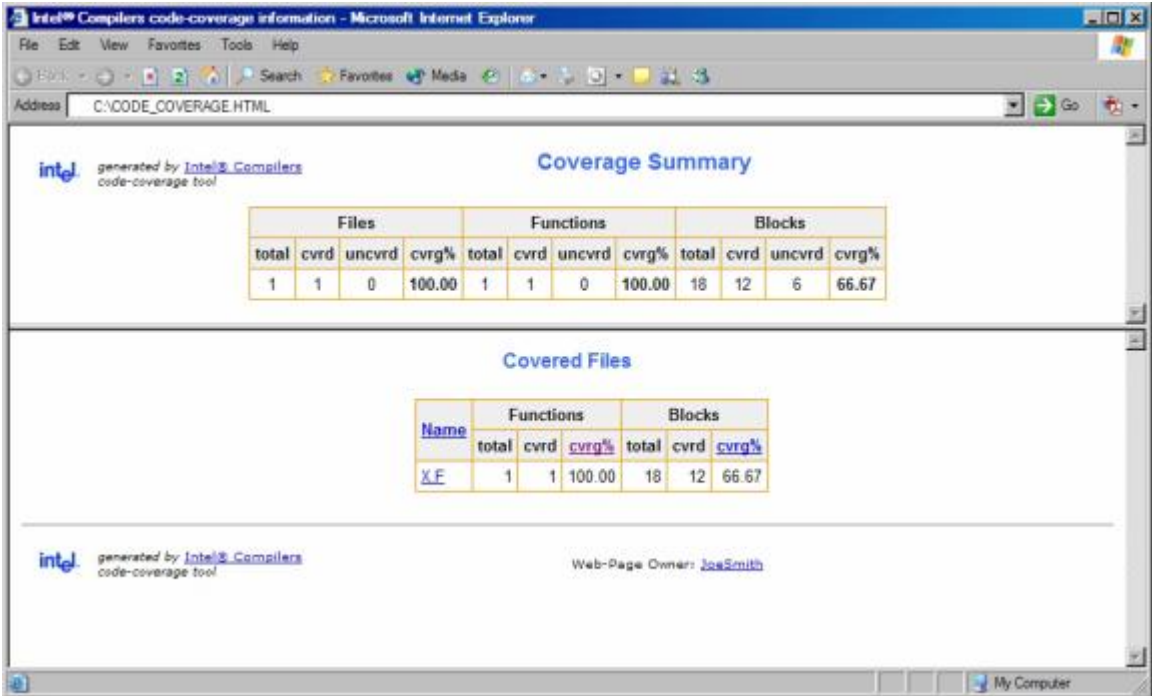 Intel® Compilers code-coverage information - Microsoft Internet Explorer
File Edit View Favorites Tools Help
Back Search Favorites Media
Address C:\CODE_COVERAGE.HTML Go
intel. generated by Intel® Compilers
code-coverage tool
Coverage Summary
Files Functions Blocks
total cvrd uncvrd cvrg% total cvrd uncvrd cvrg% total cvrd uncvrd cvrg%
1 1 0 100.00 1 1 0 100.00 18 12 6 66.67
Covered Files
Name Functions Blocks
total cvrd cvrg% total cvrd cvrg%
X.F 1 1 100.00 18 12 66.67
intel. generated by Intel® Compilers
code-coverage tool
Web-Page Owner: JoeSmith
My Computer